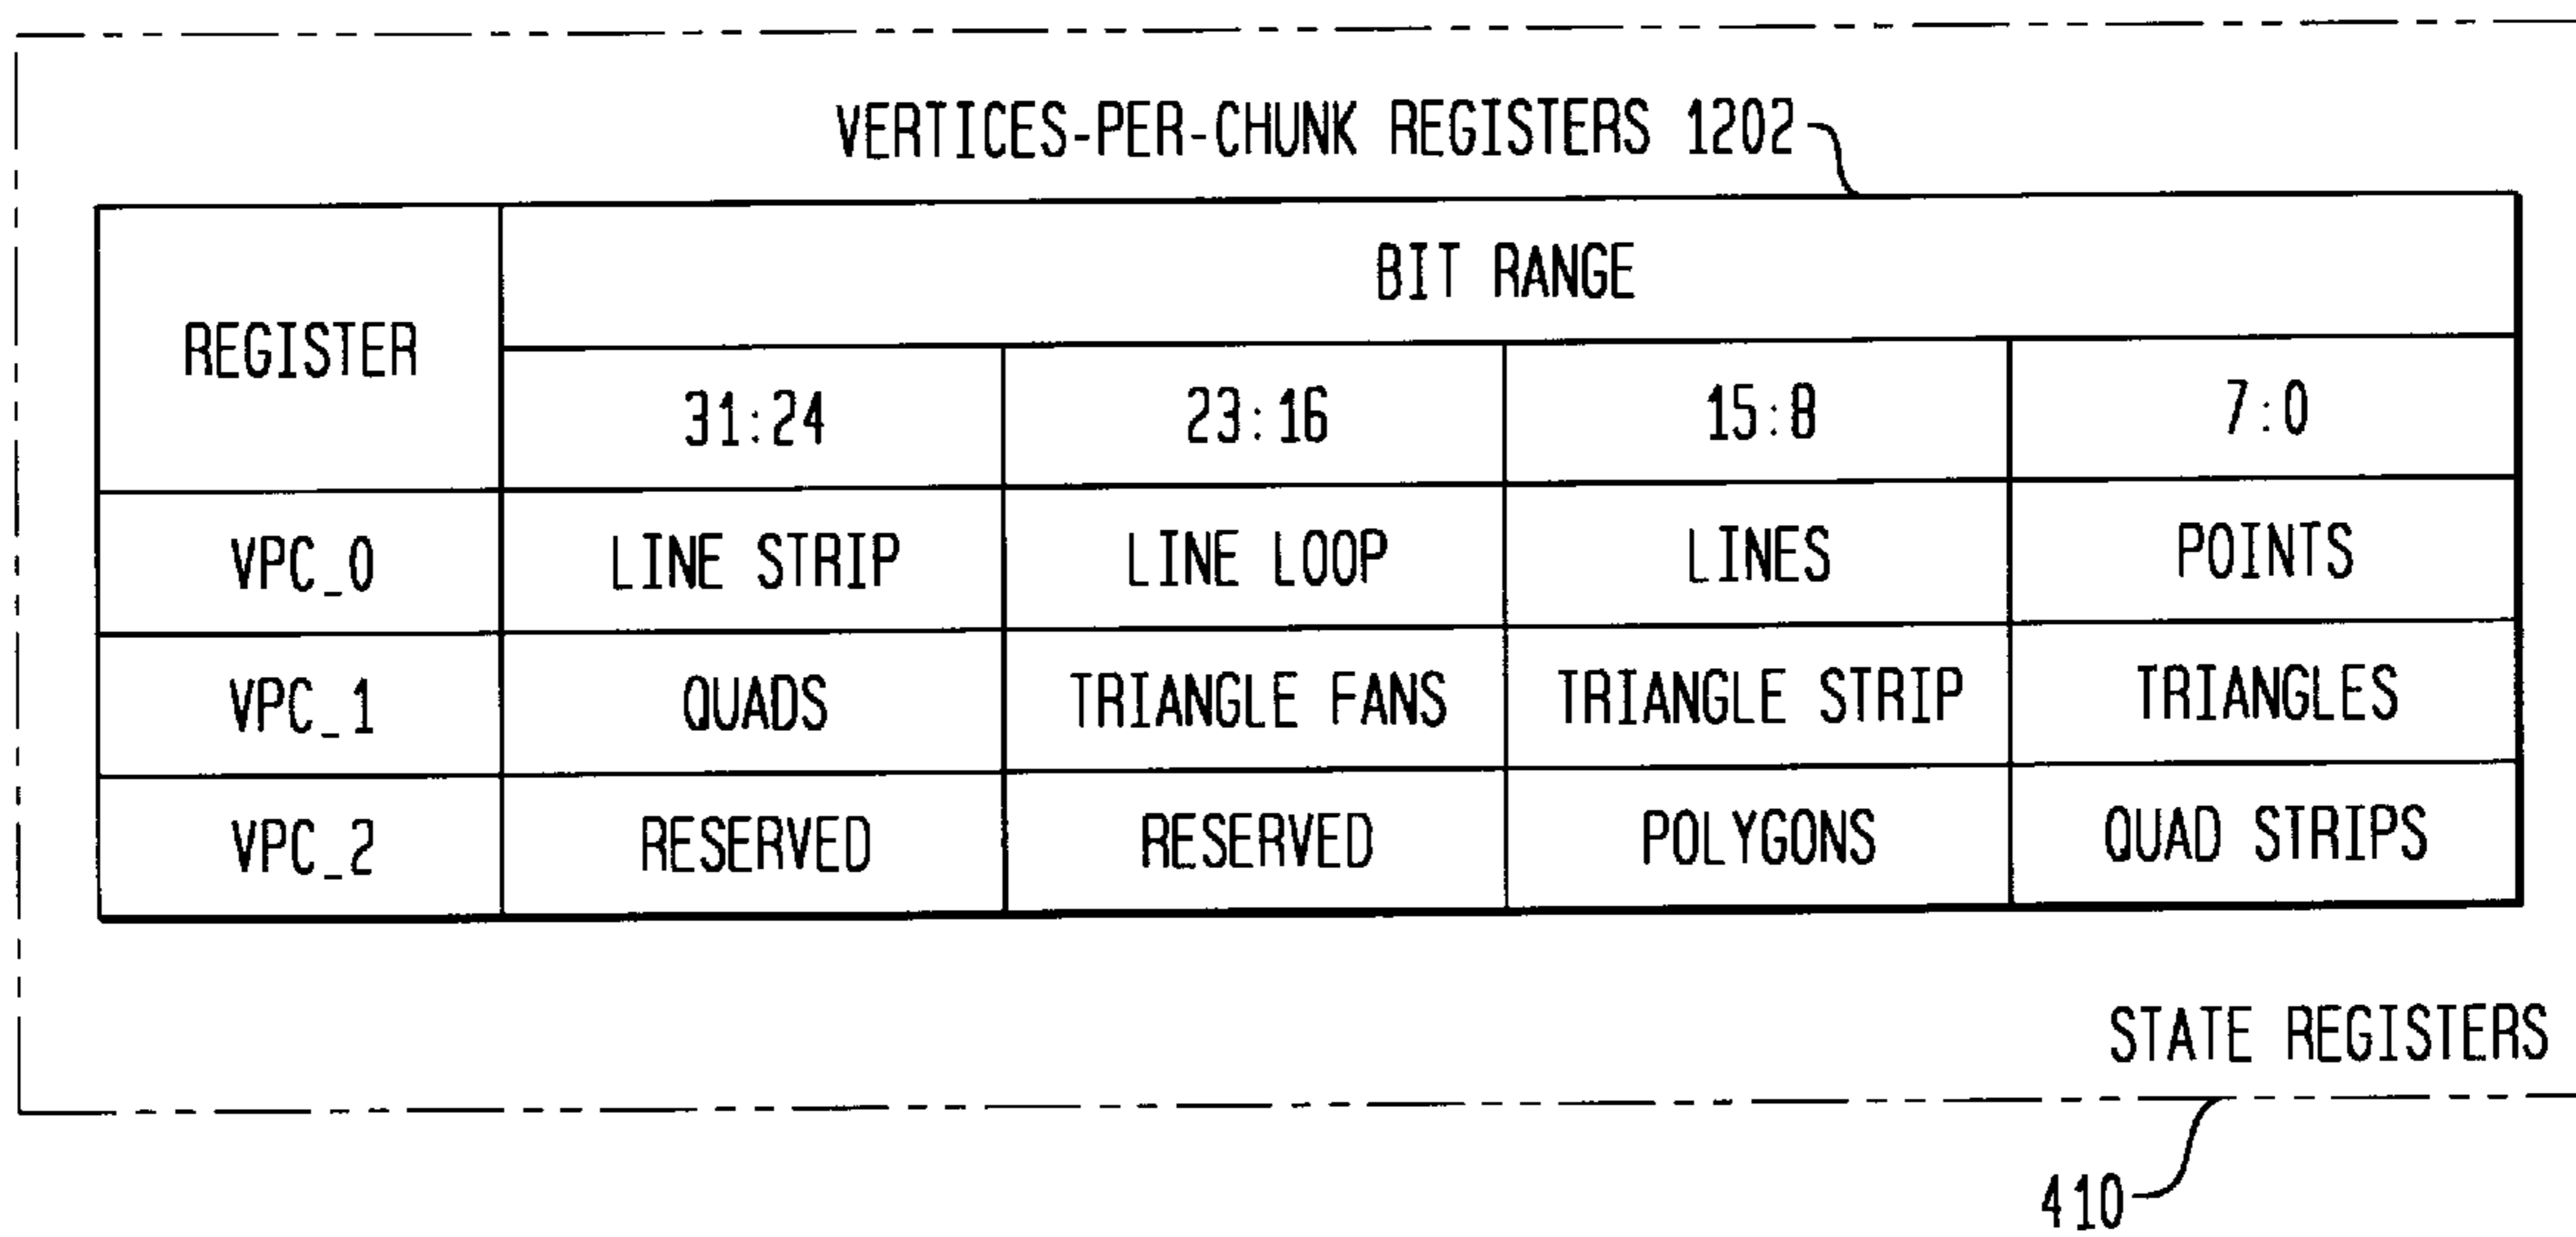 VERTICES-PER-CHUNK REGISTERS 1202
REGISTER
BIT RANGE
31:24 23:16 15:8 7:0
VPC_0 LINE STRIP LINE LOOP LINES POINTS
VPC_1 QUADS TRIANGLE FANS TRIANGLE STRIP TRIANGLES
VPC_2 RESERVED RESERVED POLYGONS QUAD STRIPS
STATE REGISTERS
410